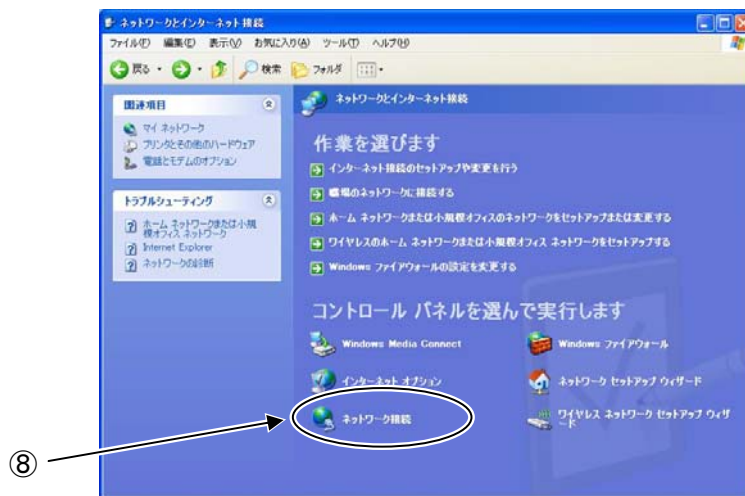 ネットワークとインターネット接続
ファイル(F) 編集(E) 表示(V) お気に入り(A) ツール(T) ヘルプ(H)
戻る 検索 フォルダ
関連項目
マイ ネットワーク
プリンタとその他のハードウェア
電話とモデムのオプション
トラブルシューティング
ホーム ネットワークまたは小規
模オフィス ネットワーク
Internet Explorer
ネットワークの診断
ネットワークとインターネット接続
作業を選びます
インターネット接続のセットアップや変更を行う
職場のネットワークに接続する
ホーム ネットワークまたは小規模オフィスのネットワークをセットアップまたは変更する
ワイヤレスのホーム ネットワークまたは小規模オフィス ネットワークをセットアップする
Windows ファイアウォールの設定を変更する
コントロール パネルを選んで実行します
Windows Media Connect
Windows ファイアウォール
インターネット オプション
ネットワーク セットアップ ウィザード
ネットワーク接続
ワイヤレス ネットワーク セットアップ ウィザ
ード
⑧